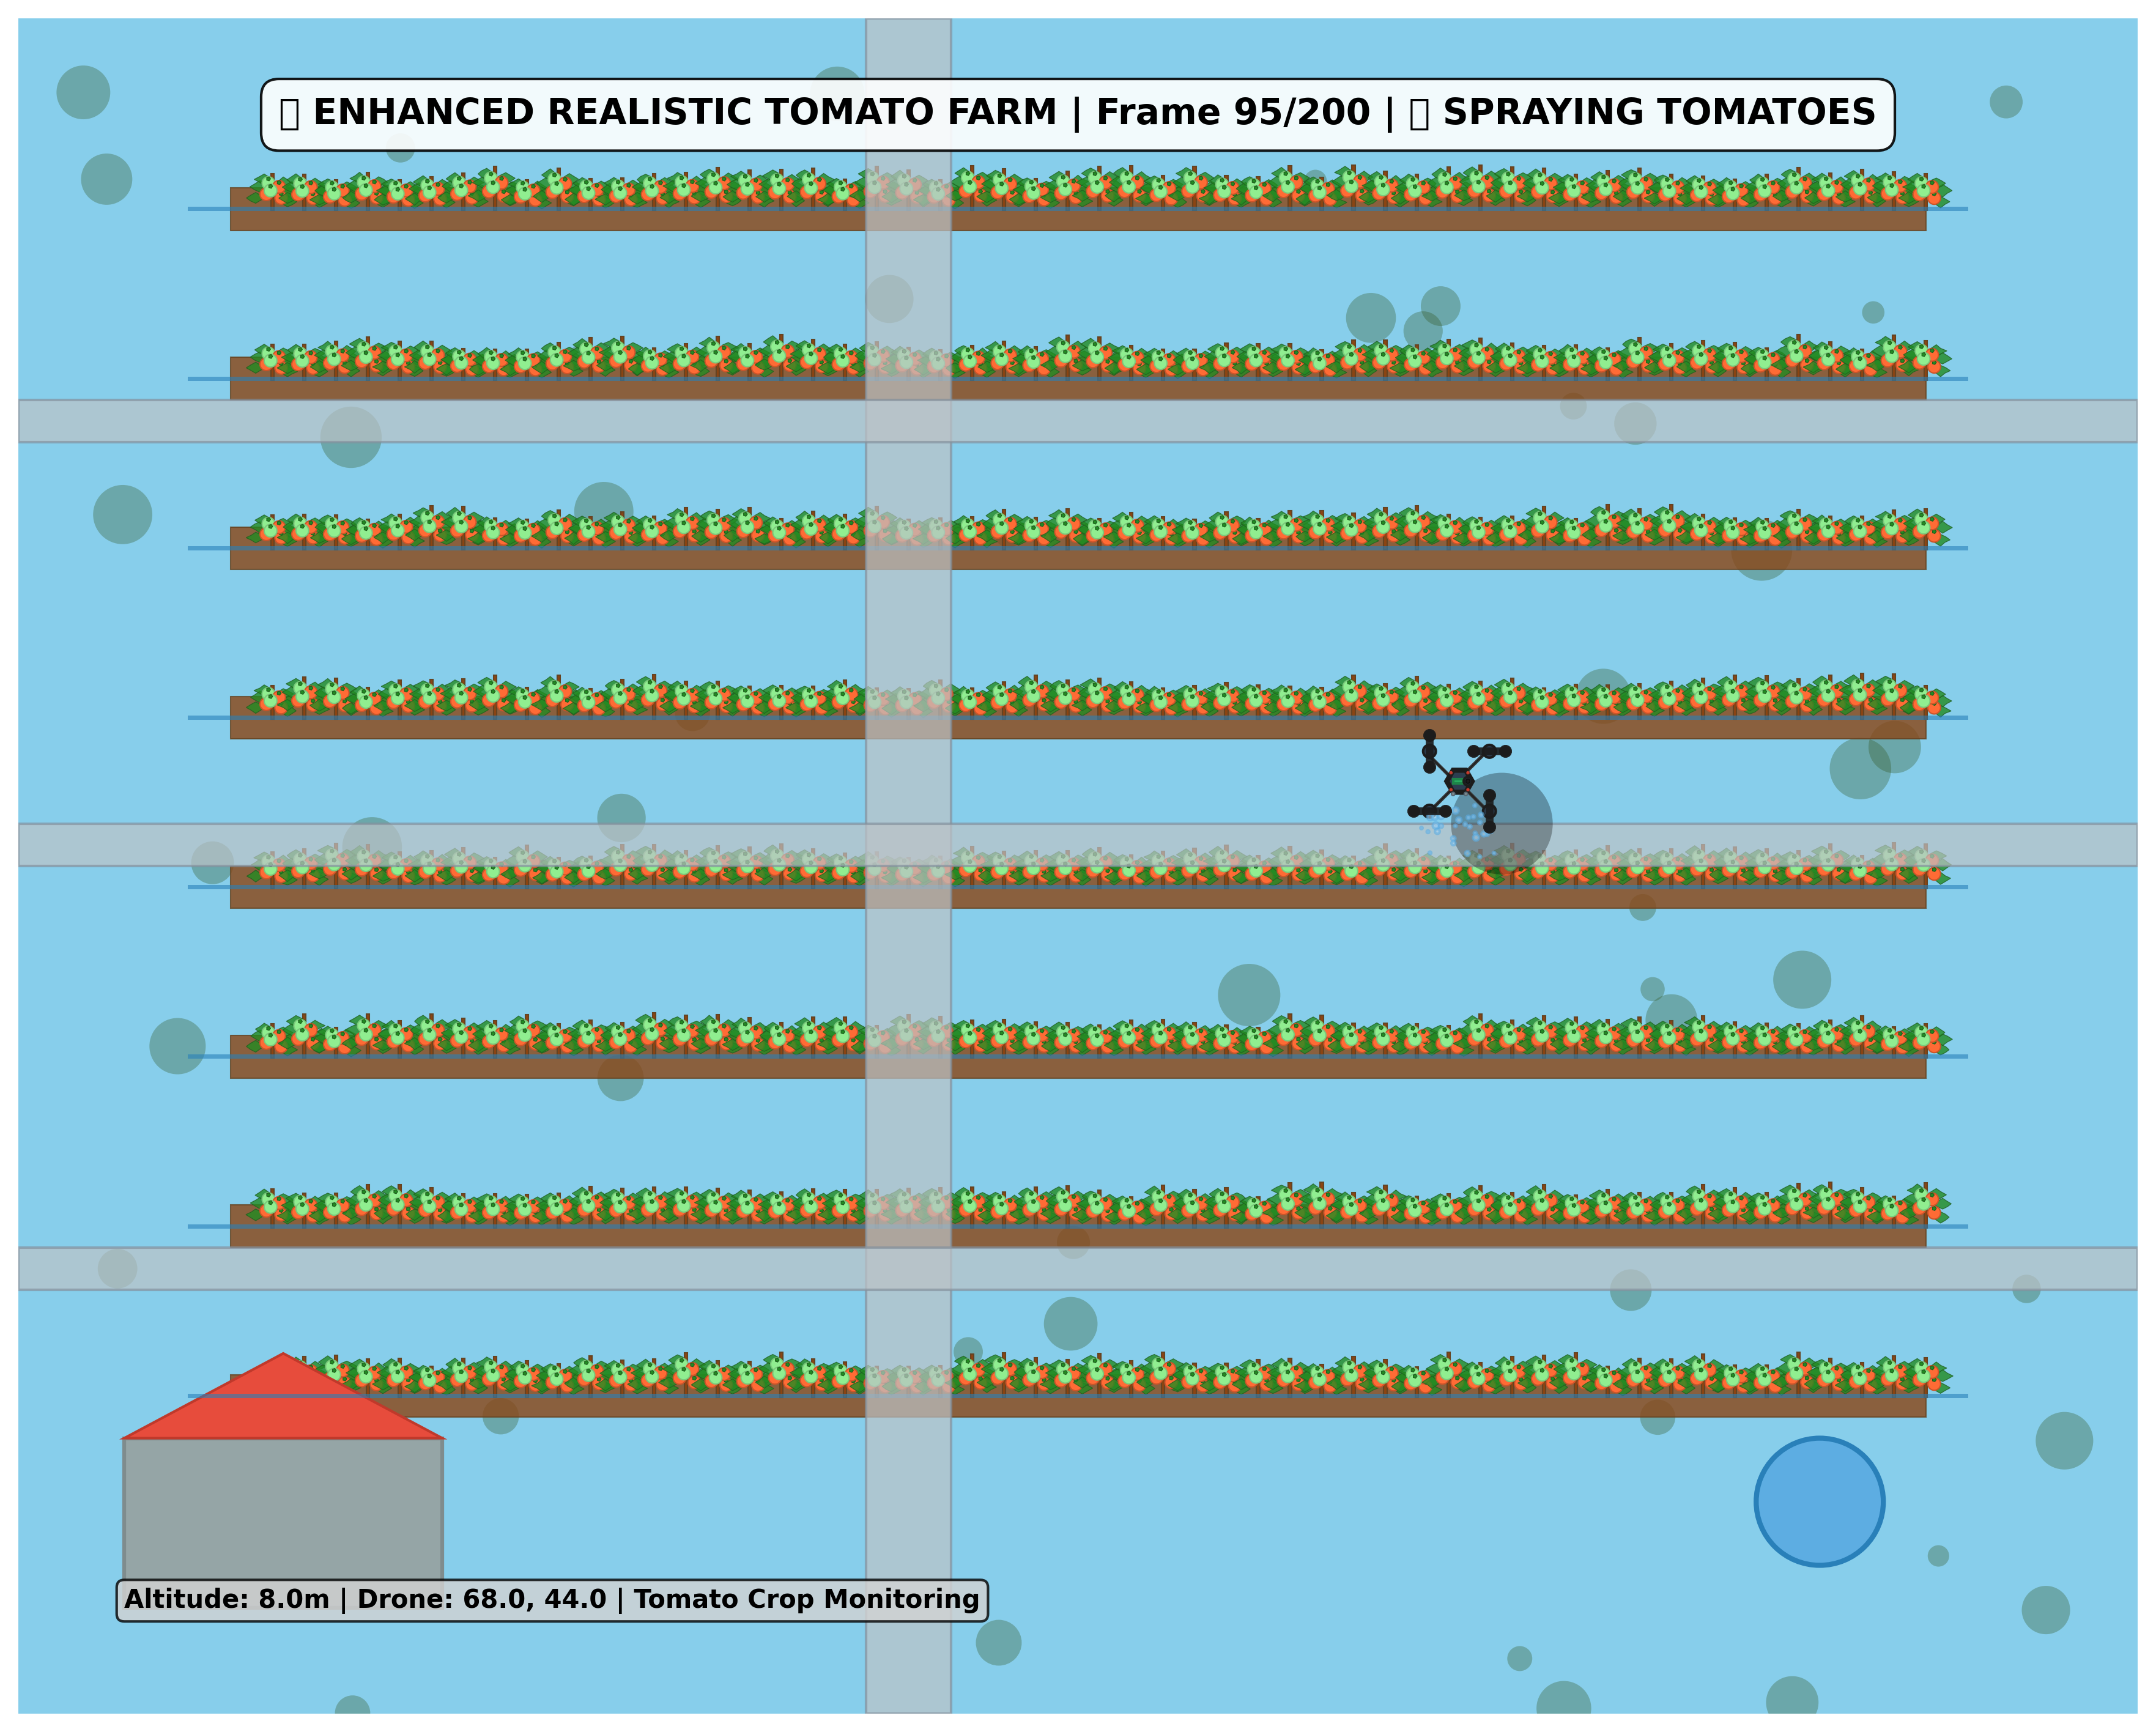 ▯ ENHANCED REALISTIC TOMATO FARM | Frame 95/200 | ▯ SPRAYING TOMATOES
Altitude: 8.0m | Drone: 68.0, 44.0 | Tomato Crop Monitoring